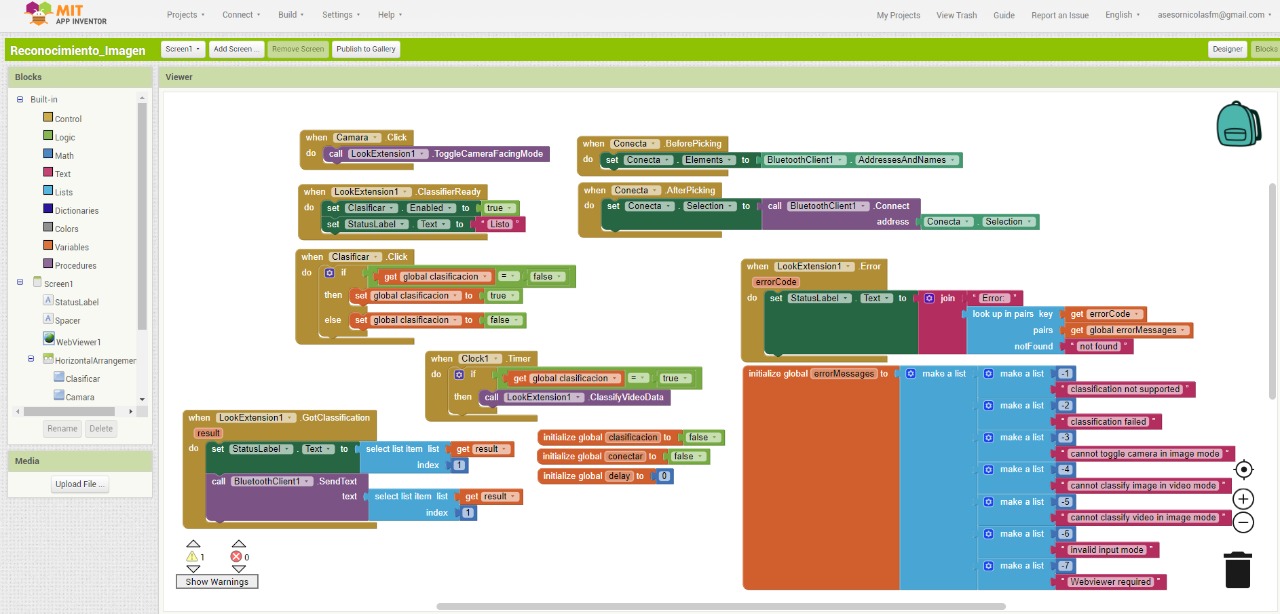 MIT
APP INVENTOR
Projects
Connect
Build
Settings
Help
My Projects
View Trash
Guide
Report an Issue
English
asesornicolasfm@gmail.com
Reconocimiento_Imagen
Screen1
Add Screen ...
Remove Screen
Publish to Gallery
Designer
Blocks
Blocks
Built-in
Control
Logic
Math
Text
Lists
Dictionaries
Colors
Variables
Procedures
Screen1
StatusLabel
Spacer
WebViewer1
HorizontalArrangemer
Clasificar
Camara
Rename
Delete
Media
Upload File ...
Viewer
when Camara .Click
do call LookExtension1 .ToggleCameraFacingMode
when LookExtension1 .ClassifierReady
do set Clasificar . Enabled to true
set StatusLabel . Text to " Listo "
when Clasificar .Click
do if get global clasificacion = false
then set global clasificacion to true
else set global clasificacion to false
when Clock1 .Timer
do if get global clasificacion = true
then call LookExtension1 .ClassifyVideoData
when LookExtension1 .GotClassification
result
do set StatusLabel . Text to select list item list get result
index 1
call BluetoothClient1 .SendText
text select list item list get result
index 1
initialize global clasificacion to false
initialize global conectar to false
initialize global delay to 0
when Conecta .BeforePicking
do set Conecta . Elements to BluetoothClient1 . AddressesAndNames
when Conecta .AfterPicking
do set Conecta . Selection to call BluetoothClient1 .Connect
address Conecta . Selection
when LookExtension1 .Error
errorCode
do set StatusLabel . Text to join " Error: "
look up in pairs key get errorCode
pairs get global errorMessages
notFound " not found "
initialize global errorMessages to make a list make a list -1
" classification not supported "
make a list -2
" classification failed "
make a list -3
" cannot toggle camera in image mode "
make a list -4
" cannot classify image in video mode "
make a list -5
" cannot classify video in image mode "
make a list -6
" invalid input mode "
make a list -7
" Webviewer required "
1
0
Show Warnings